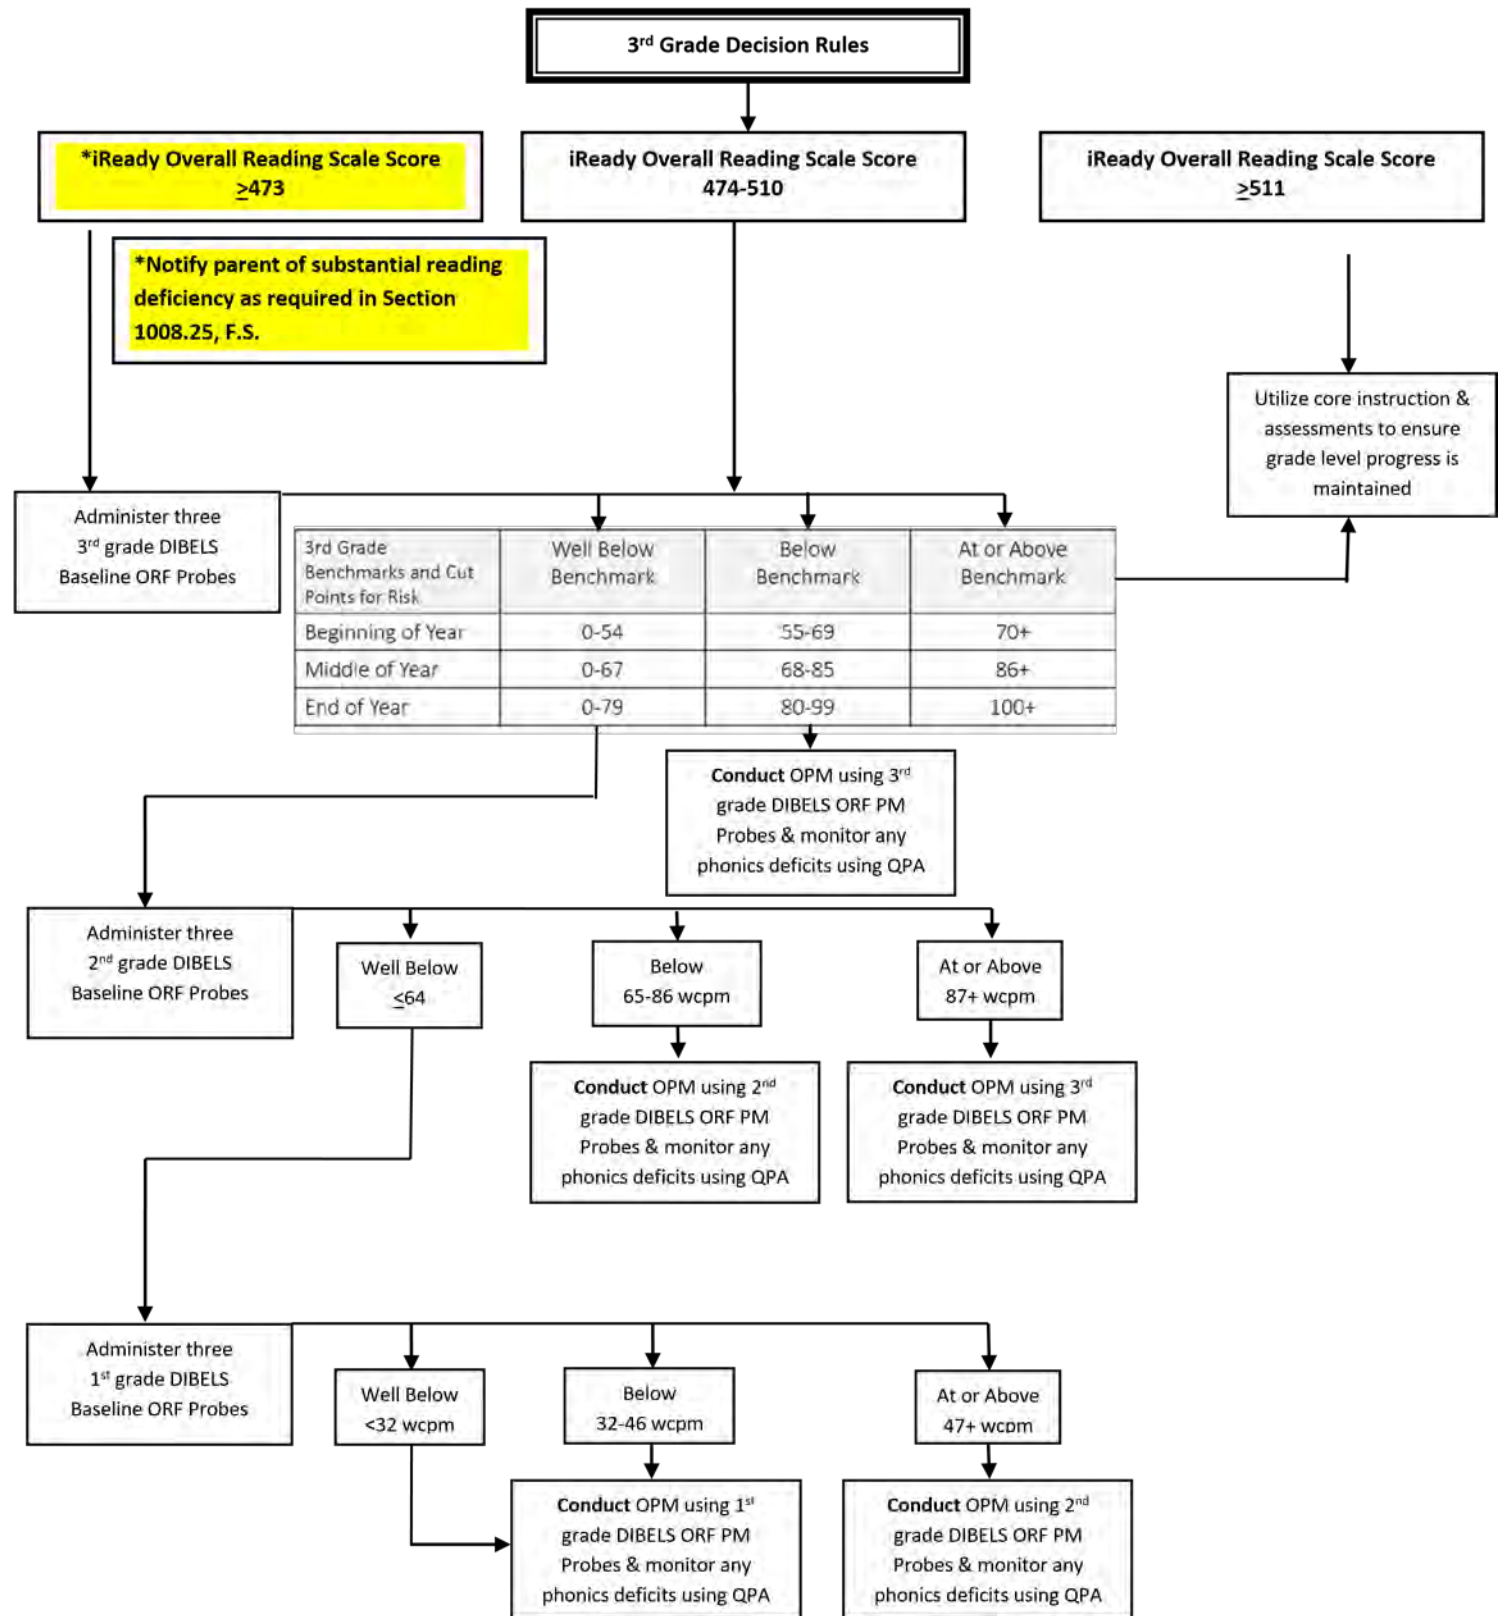 3rd Grade Decision Rules
*iReady Overall Reading Scale Score
≥473
iReady Overall Reading Scale Score
474-510
iReady Overall Reading Scale Score
≥511
*Notify parent of substantial reading
deficiency as required in Section
1008.25, F.S.
Utilize core instruction &
assessments to ensure
grade level progress is
maintained
Administer three
3rd grade DIBELS
Baseline ORF Probes
3rd Grade
Benchmarks and Cut
Points for Risk
Well Below
Benchmark
Below
Benchmark
At or Above
Benchmark
Beginning of Year 0-54 55-69 70+
Middle of Year 0-67 68-85 86+
End of Year 0-79 80-99 100+
Conduct OPM using 3rd
grade DIBELS ORF PM
Probes & monitor any
phonics deficits using QPA
Administer three
2nd grade DIBELS
Baseline ORF Probes
Well Below
≤64
Below
65-86 wcpm
At or Above
87+ wcpm
Conduct OPM using 2nd
grade DIBELS ORF PM
Probes & monitor any
phonics deficits using QPA
Conduct OPM using 3rd
grade DIBELS ORF PM
Probes & monitor any
phonics deficits using QPA
Administer three
1st grade DIBELS
Baseline ORF Probes
Well Below
<32 wcpm
Below
32-46 wcpm
At or Above
47+ wcpm
Conduct OPM using 1st
grade DIBELS ORF PM
Probes & monitor any
phonics deficits using QPA
Conduct OPM using 2nd
grade DIBELS ORF PM
Probes & monitor any
phonics deficits using QPA